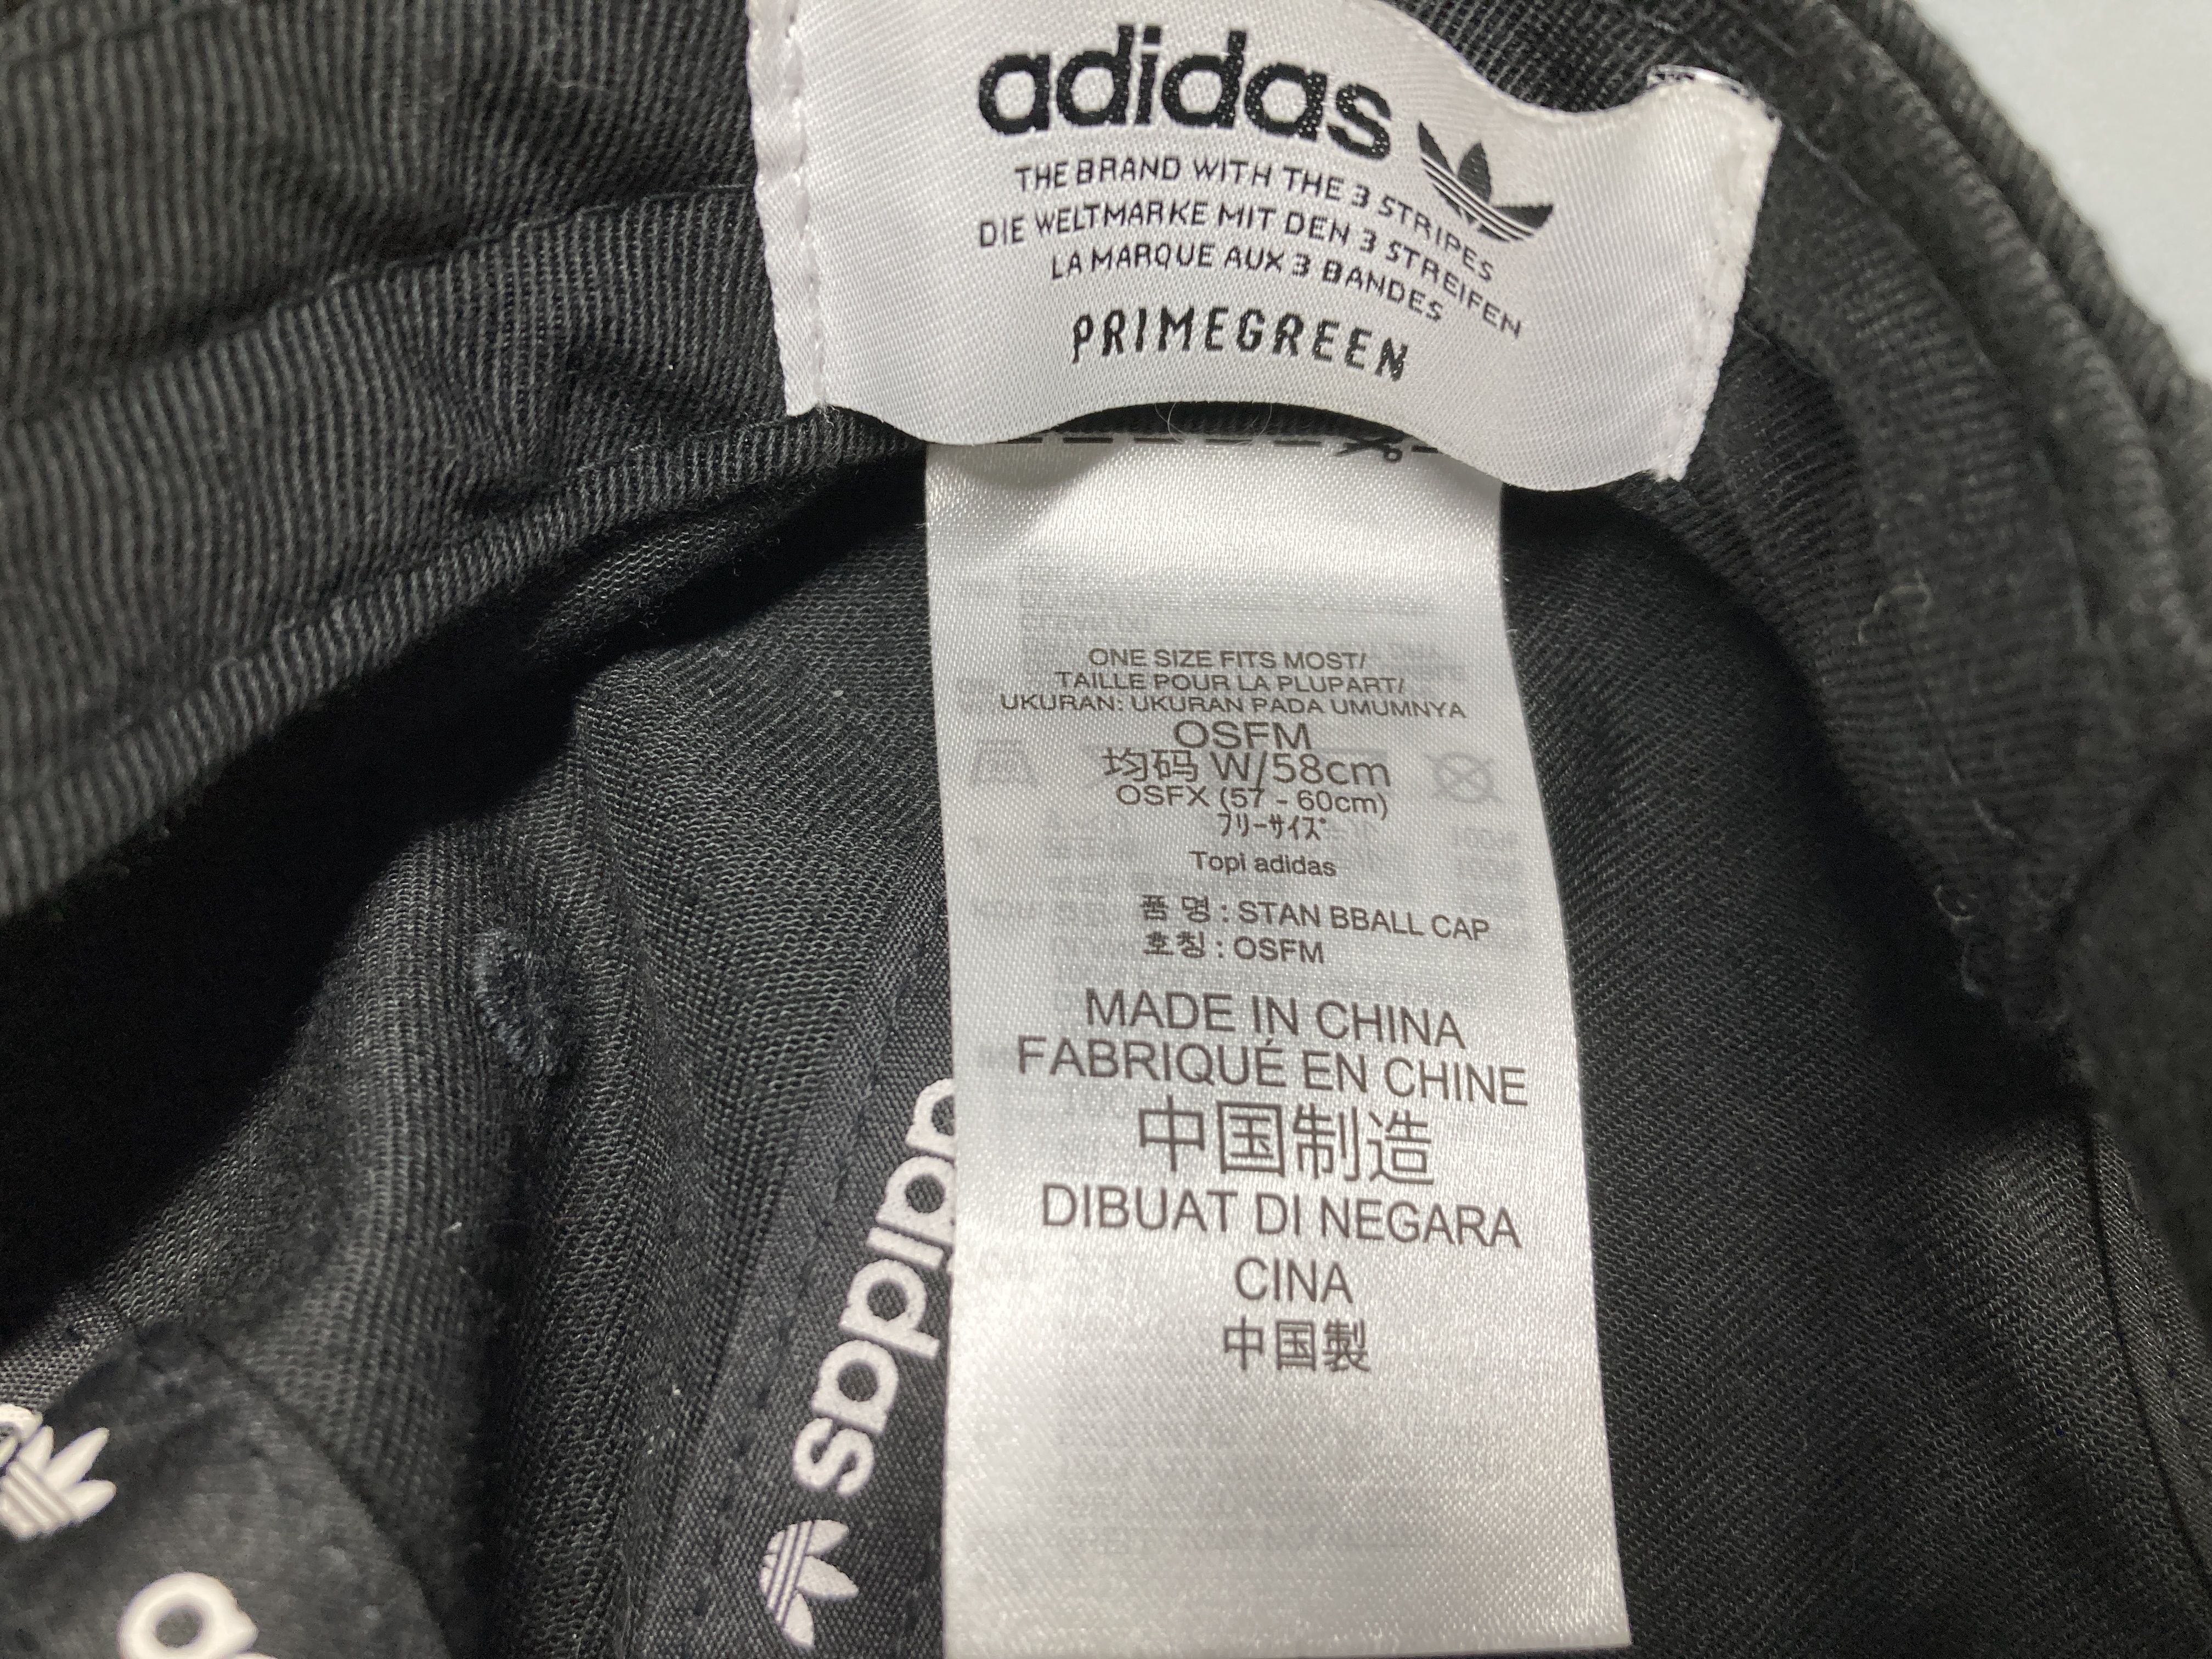 adidas
THE BRAND WITH THE 3 STRIPES
DIE WELTMARKE MIT DEN 3 STREIFEN
LA MARQUE AUX 3 BANDES
PRIMEGREEN
ONE SIZE FITS MOST/
TAILLE POUR LA PLUPART/
UKURAN: UKURAN PADA UMUMNYA
OSFM
均码 W/58cm
OSFX (57 - 60cm)
フリーサイズ
Topi adidas
품 명 : STAN BBALL CAP
호칭 : OSFM
MADE IN CHINA
FABRIQUÉ EN CHINE
中国制造
DIBUAT DI NEGARA
CINA
中国製
adidas